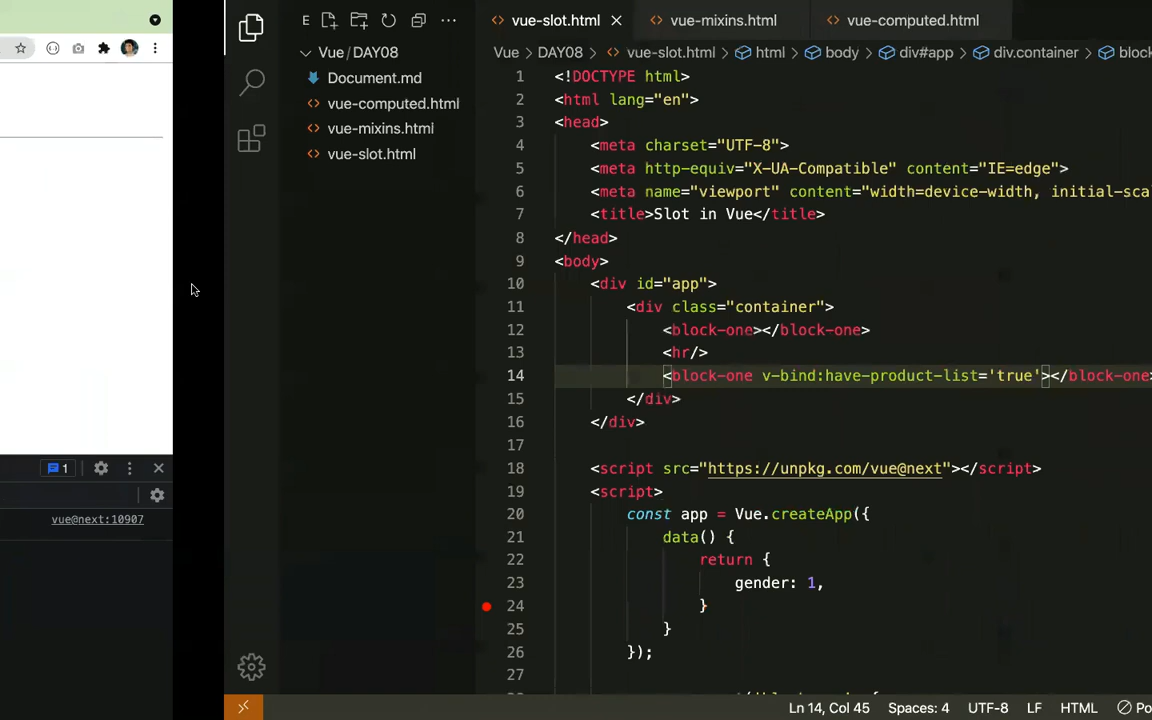 E
vue-slot.html
vue-mixins.html
vue-computed.html
Vue/DAY08
Vue > DAY08 > vue-slot.html > html > body > div#app > div.container >
Document.md
vue-computed.html
vue-mixins.html
vue-slot.html
1 <!DOCTYPE html>
2 <html lang="en">
3 <head>
4 <meta charset="UTF-8">
5 <meta http-equiv="X-UA-Compatible" content="IE=edge">
6 <meta name="viewport" content="width=device-width,
7 <title>Slot in Vue</title>
8 </head>
9 <body>
10 <div id="app">
11 <div class="container">
12 <block-one></block-one>
13 <hr/>
14 <block-one v-bind:have-product-list='true'></block-one>
15 </div>
16 </div>
17
18 <script src="https://unpkg.com/vue@next"></script>
19 <script>
20 const app = Vue.createApp({
21 data() {
22 return {
23 gender: 1,
24 }
25 }
26 });
27
1
vue@next:10907
Ln 14, Col 45
Spaces: 4
UTF-8
LF
HTML